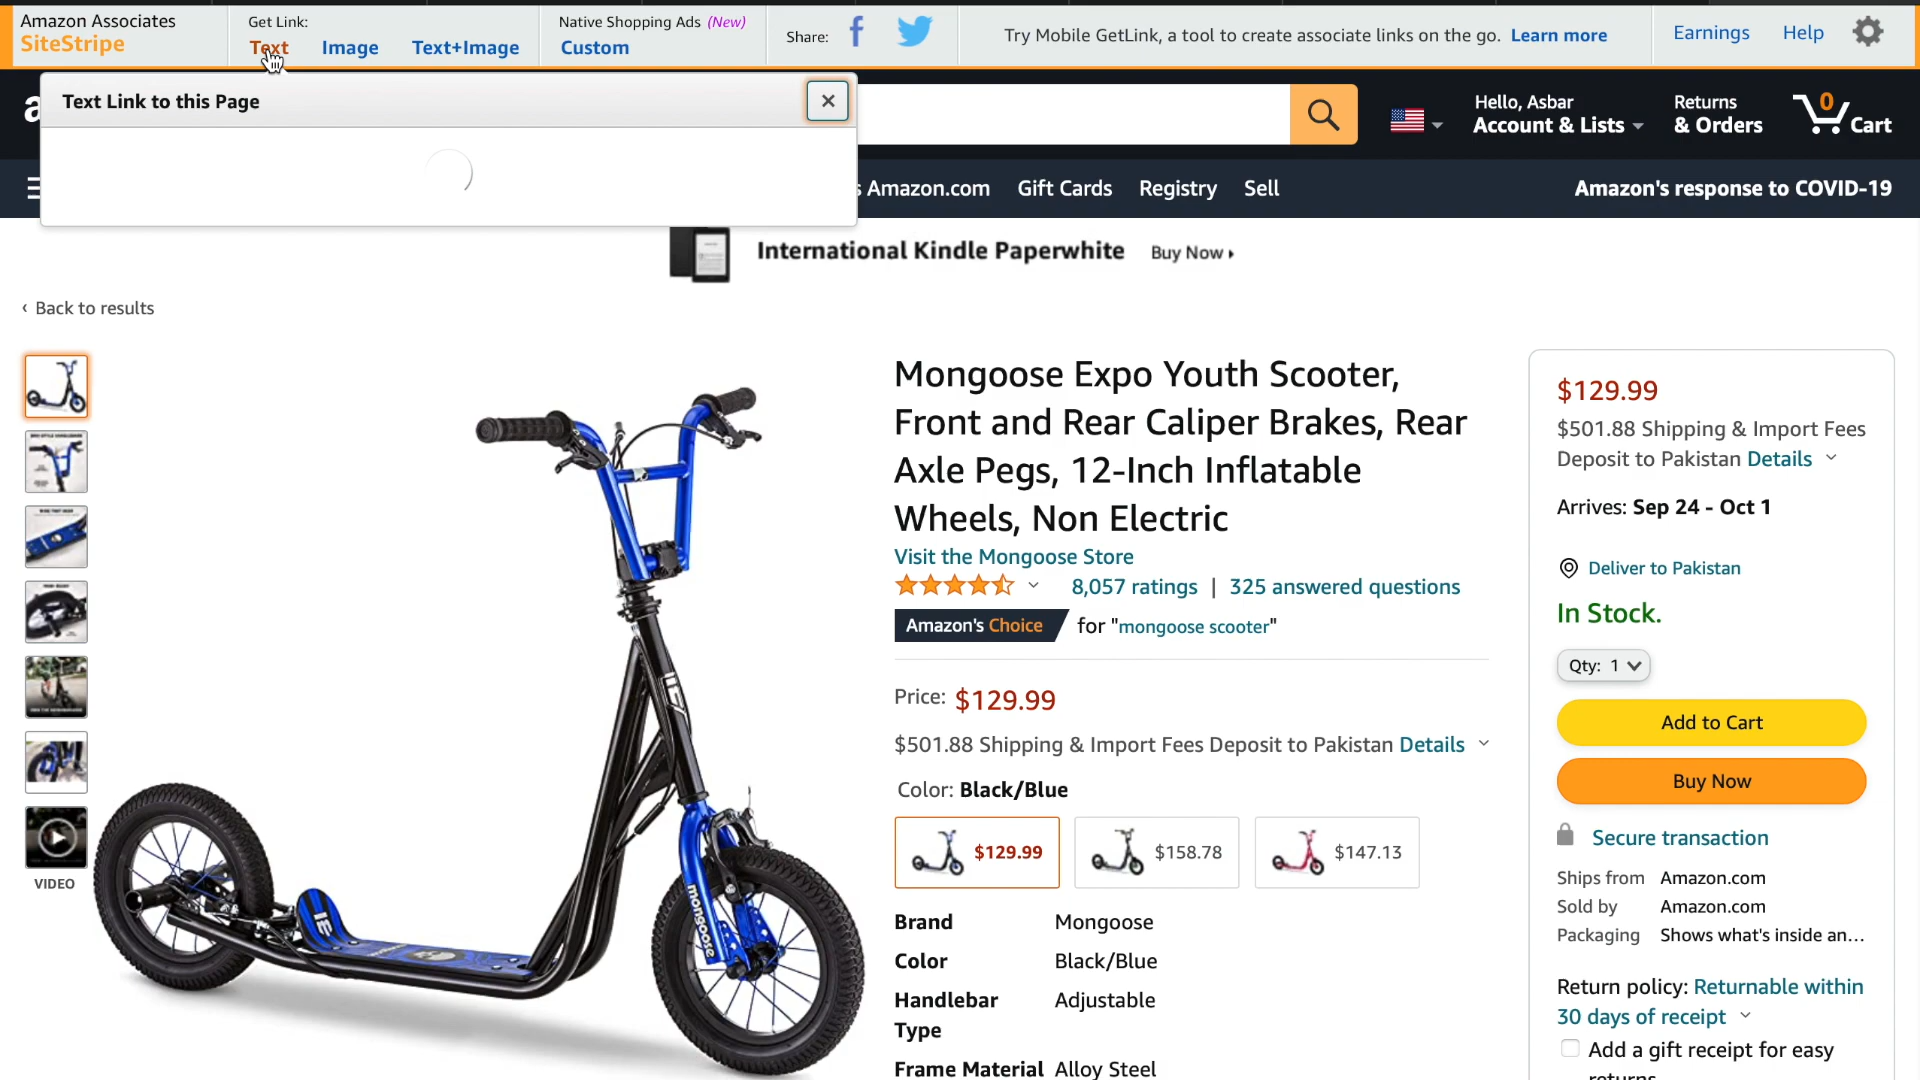 Amazon Associates
SiteStripe
Get Link:
Text Image Text+Image
Native Shopping Ads (New)
Custom
Share:
Try Mobile GetLink, a tool to create associate links on the go. Learn more
Earnings Help
Text Link to this Page
Hello, Asbar
Account & Lists
Returns
& Orders
0
Cart
Amazon.com Gift Cards Registry Sell
Amazon's response to COVID-19
International Kindle Paperwhite Buy Now
‹ Back to results
VIDEO
mongoose
Mongoose Expo Youth Scooter,
Front and Rear Caliper Brakes, Rear
Axle Pegs, 12-Inch Inflatable
Wheels, Non Electric
Visit the Mongoose Store
8,057 ratings | 325 answered questions
Amazon's Choice for "mongoose scooter"
Price: $129.99
$501.88 Shipping & Import Fees Deposit to Pakistan Details
Color: Black/Blue
$129.99 $158.78 $147.13
Brand Mongoose
Color Black/Blue
Handlebar Adjustable
Type
Frame Material Alloy Steel
$129.99
$501.88 Shipping & Import Fees
Deposit to Pakistan Details
Arrives: Sep 24 - Oct 1
Deliver to Pakistan
In Stock.
Qty: 1
Add to Cart
Buy Now
Secure transaction
Ships from Amazon.com
Sold by Amazon.com
Packaging Shows what's inside an...
Return policy: Returnable within
30 days of receipt
Add a gift receipt for easy
returns